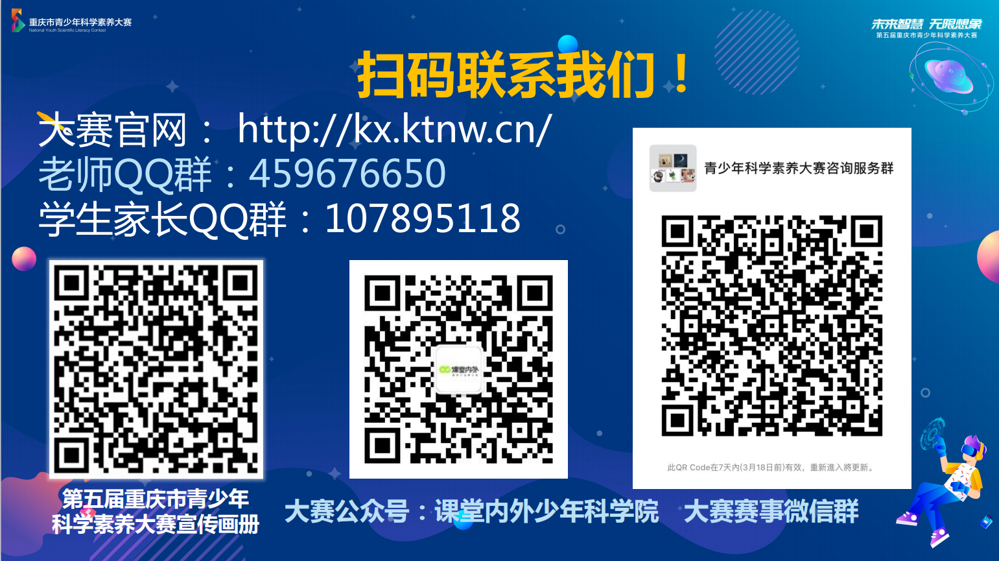 重庆市青少年科学素养大赛
National Youth Scientific Literacy Contest
未来智慧 无限想象
第五届重庆市青少年科学素养大赛
扫码联系我们！
大赛官网： http://kx.ktnw.cn/
老师QQ群：459676650
学生家长QQ群：107895118
青少年科学素养大赛咨询服务群
课堂内外
此QR Code在7天內(3月18日前)有效，重新進入將更新。
第五届重庆市青少年
科学素养大赛宣传画册
大赛公众号：课堂内外少年科学院
大赛赛事微信群